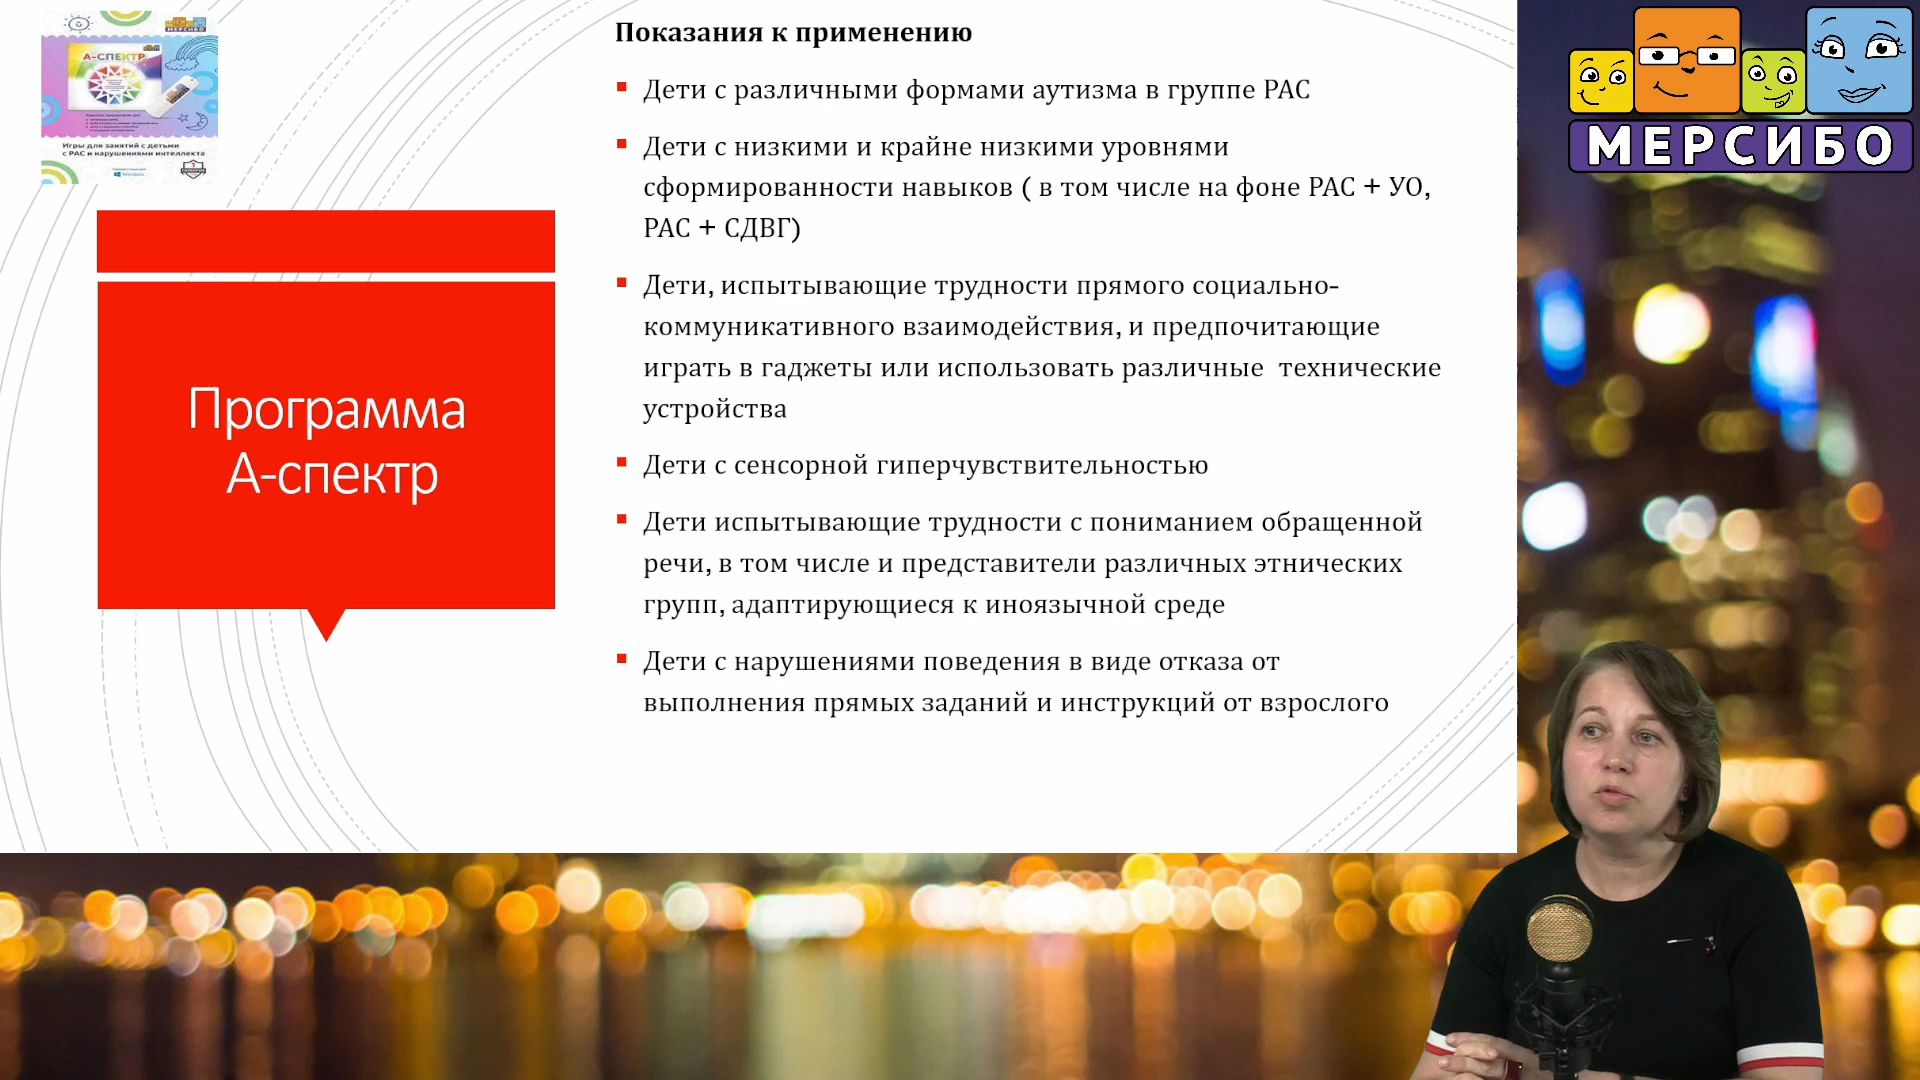 МЕРСИБО
А-СПЕКТР
Игры для занятий с детьми
с РАС и нарушениями интеллекта
Windows
Программа
А-спектр
Показания к применению
Дети с различными формами аутизма в группе РАС
Дети с низкими и крайне низкими уровнями
сформированности навыков ( в том числе на фоне РАС + УО,
РАС + СДВГ)
Дети, испытывающие трудности прямого социально-
коммуникативного взаимодействия, и предпочитающие
играть в гаджеты или использовать различные технические
устройства
Дети с сенсорной гиперчувствительностью
Дети испытывающие трудности с пониманием обращенной
речи, в том числе и представители различных этнических
групп, адаптирующиеся к иноязычной среде
Дети с нарушениями поведения в виде отказа от
выполнения прямых заданий и инструкций от взрослого
МЕРСИБО